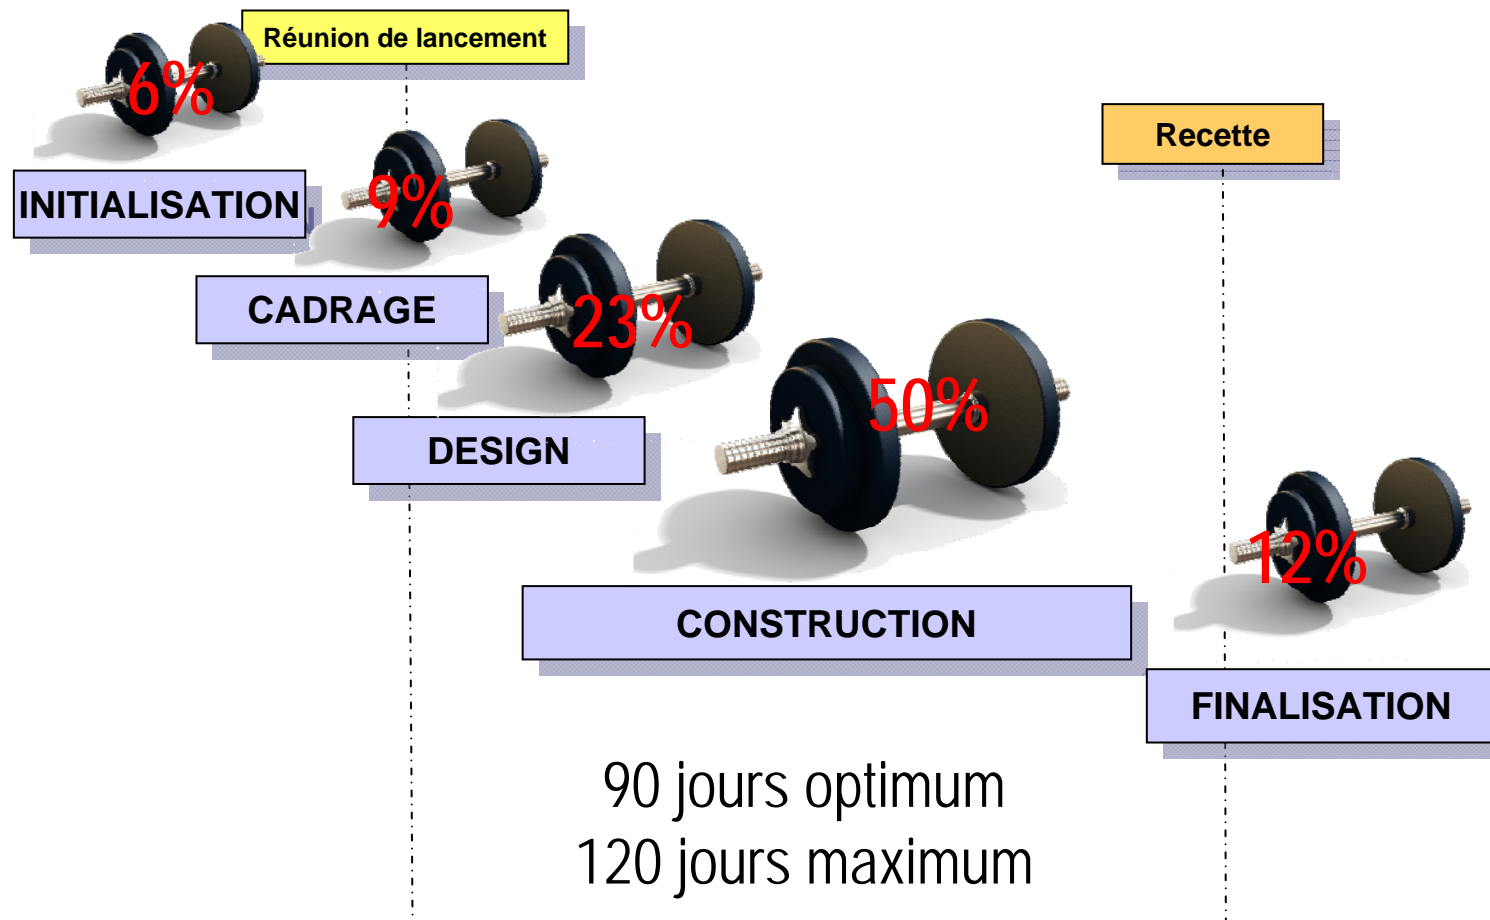 Réunion de lancement
6%
Recette
INITIALISATION
9%
CADRAGE
23%
DESIGN
50%
CONSTRUCTION
12%
FINALISATION
90 jours optimum
120 jours maximum